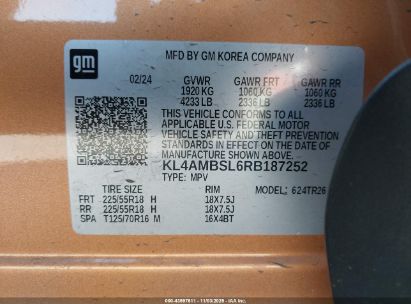 gm
MFD BY GM KOREA COMPANY
02/24 GVWR GAWR FRT GAWR RR
1920 KG 1060 KG 1060 KG
4233 LB 2336 LB 2336 LB
THIS VEHICLE CONFORMS TO ALL
APPLICABLE U.S. FEDERAL MOTOR
VEHICLE SAFETY AND THEFT PREVENTION
STANDARDS IN EFFECT ON THE DATE OF
MANUFACTURE SHOWN ABOVE.
KL4AMBSL6RB187252
TYPE: MPV MODEL: 624TR26
TIRE SIZE RIM
FRT 225/55R18 H 18X7.5J
RR 225/55R18 H 18X7.5J
SPA T125/70R16 M 16X4BT